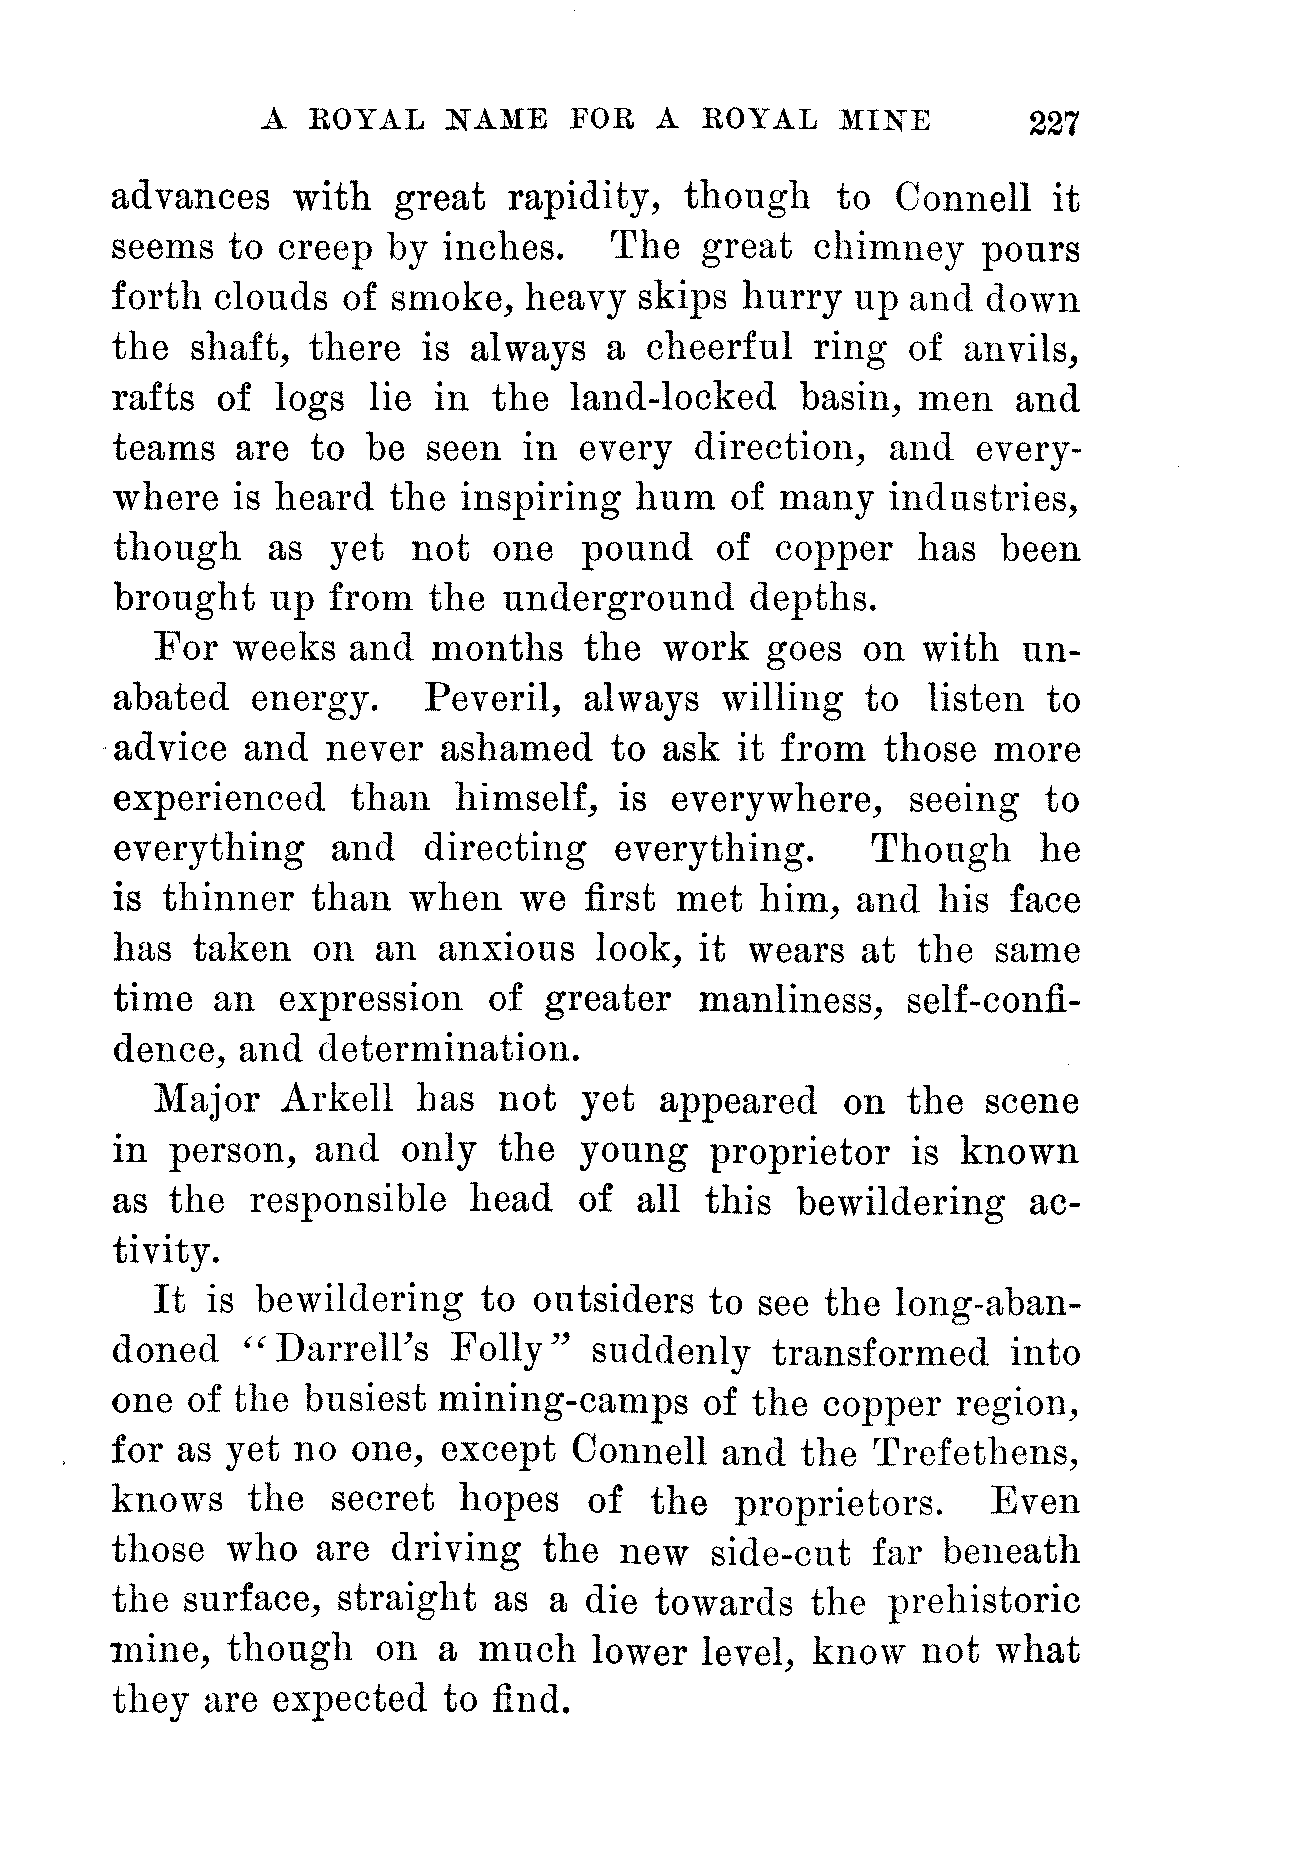 A ROYAL NAME FOR A ROYAL MINE 227
advances with great rapidity, though to Connell it
seems to creep by inches. The great chimney pours
forth clouds of smoke, heavy skips hurry up and down
the shaft, there is always a cheerful ring of anvils,
rafts of logs lie in the land-locked basin, men and
teams are to be seen in every direction, and every-
where is heard the inspiring hum of many industries,
though as yet not one pound of copper has been
brought up from the underground depths.
For weeks and months the work goes on with un-
abated energy. Peveril, always willing to listen to
advice and never ashamed to ask it from those more
experienced than himself, is everywhere, seeing to
everything and directing everything. Though he
is thinner than when we first met him, and his face
has taken on an anxious look, it wears at the same
time an expression of greater manliness, self-confi-
dence, and determination.
Major Arkell has not yet appeared on the scene
in person, and only the young proprietor is known
as the responsible head of all this bewildering ac-
tivity.
It is bewildering to outsiders to see the long-aban-
doned “Darrell’s Folly” suddenly transformed into
one of the busiest mining-camps of the copper region,
for as yet no one, except Connell and the Trefethens,
knows the secret hopes of the proprietors. Even
those who are driving the new side-cut far beneath
the surface, straight as a die towards the prehistoric
mine, though on a much lower level, know not what
they are expected to find.